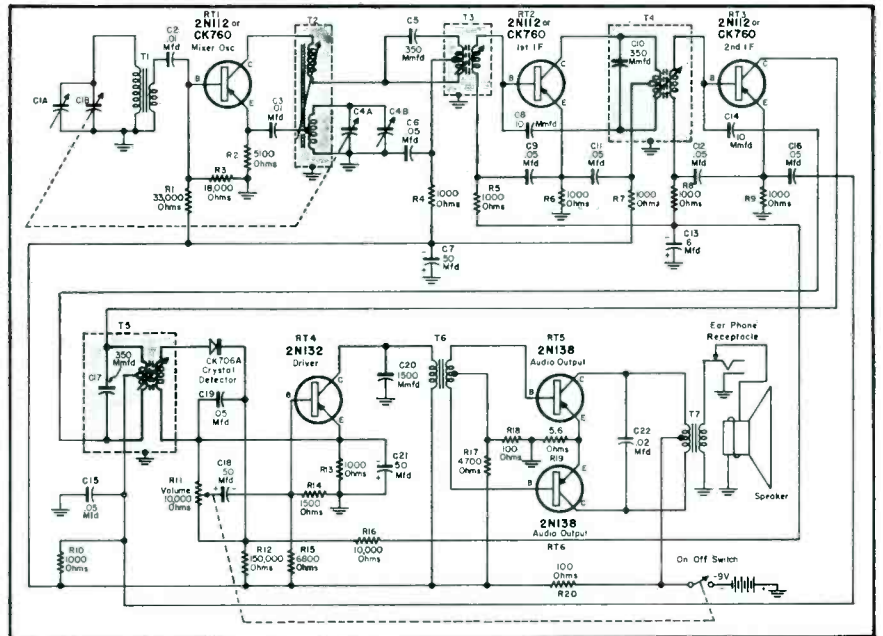 RT1
2N112 or
CK760
Mixer Osc
C2
.01
Mfd
T1
C1A
C1B
B
C
E
C3
.01
Mfd
R2
5100
Ohms
R3
18,000
Ohms
R1
33,000
Ohms
T2
C4A
C4B
C5
350
Mmfd
C6
.05
Mfd
T3
R4
1000
Ohms
C7
50
Mfd
RT2
2N112 or
CK760
1st I F
B
C
E
C8
10 Mmfd
C9
.05
Mfd
R5
1000
Ohms
R6
1000
Ohms
C11
.05
Mfd
R7
1000
Ohms
T4
C10
350
Mmfd
C12
.05
Mfd
R8
1000
Ohms
C13
6
Mfd
RT3
2N112 or
CK760
2nd I F
B
C
E
C14
10
Mmfd
R9
1000
Ohms
C16
.05
Mfd
T5
350
Mmfd
C17
CK706A
Crystal
Detector
C19
.05
Mfd
C15
.05
Mfd
R10
1000
Ohms
R11
Volume
10,000
Ohms
C18
50
Mfd
R12
150,000
Ohms
RT4
2N132
Driver
B
C
E
R13
1000
Ohms
R14
1500
Ohms
R15
6800
Ohms
R16
10,000
Ohms
C20
1500
Mmfd
C21
50
Mfd
T6
R17
4700
Ohms
R18
100
Ohms
5.6
Ohms
R19
RT5
2N138
Audio Output
B
C
E
E
B
C
2N138
Audio Output
RT6
100
Ohms
R20
C22
.02
Mfd
T7
Ear Phone
Receptacle
Speaker
On Off Switch
-9V